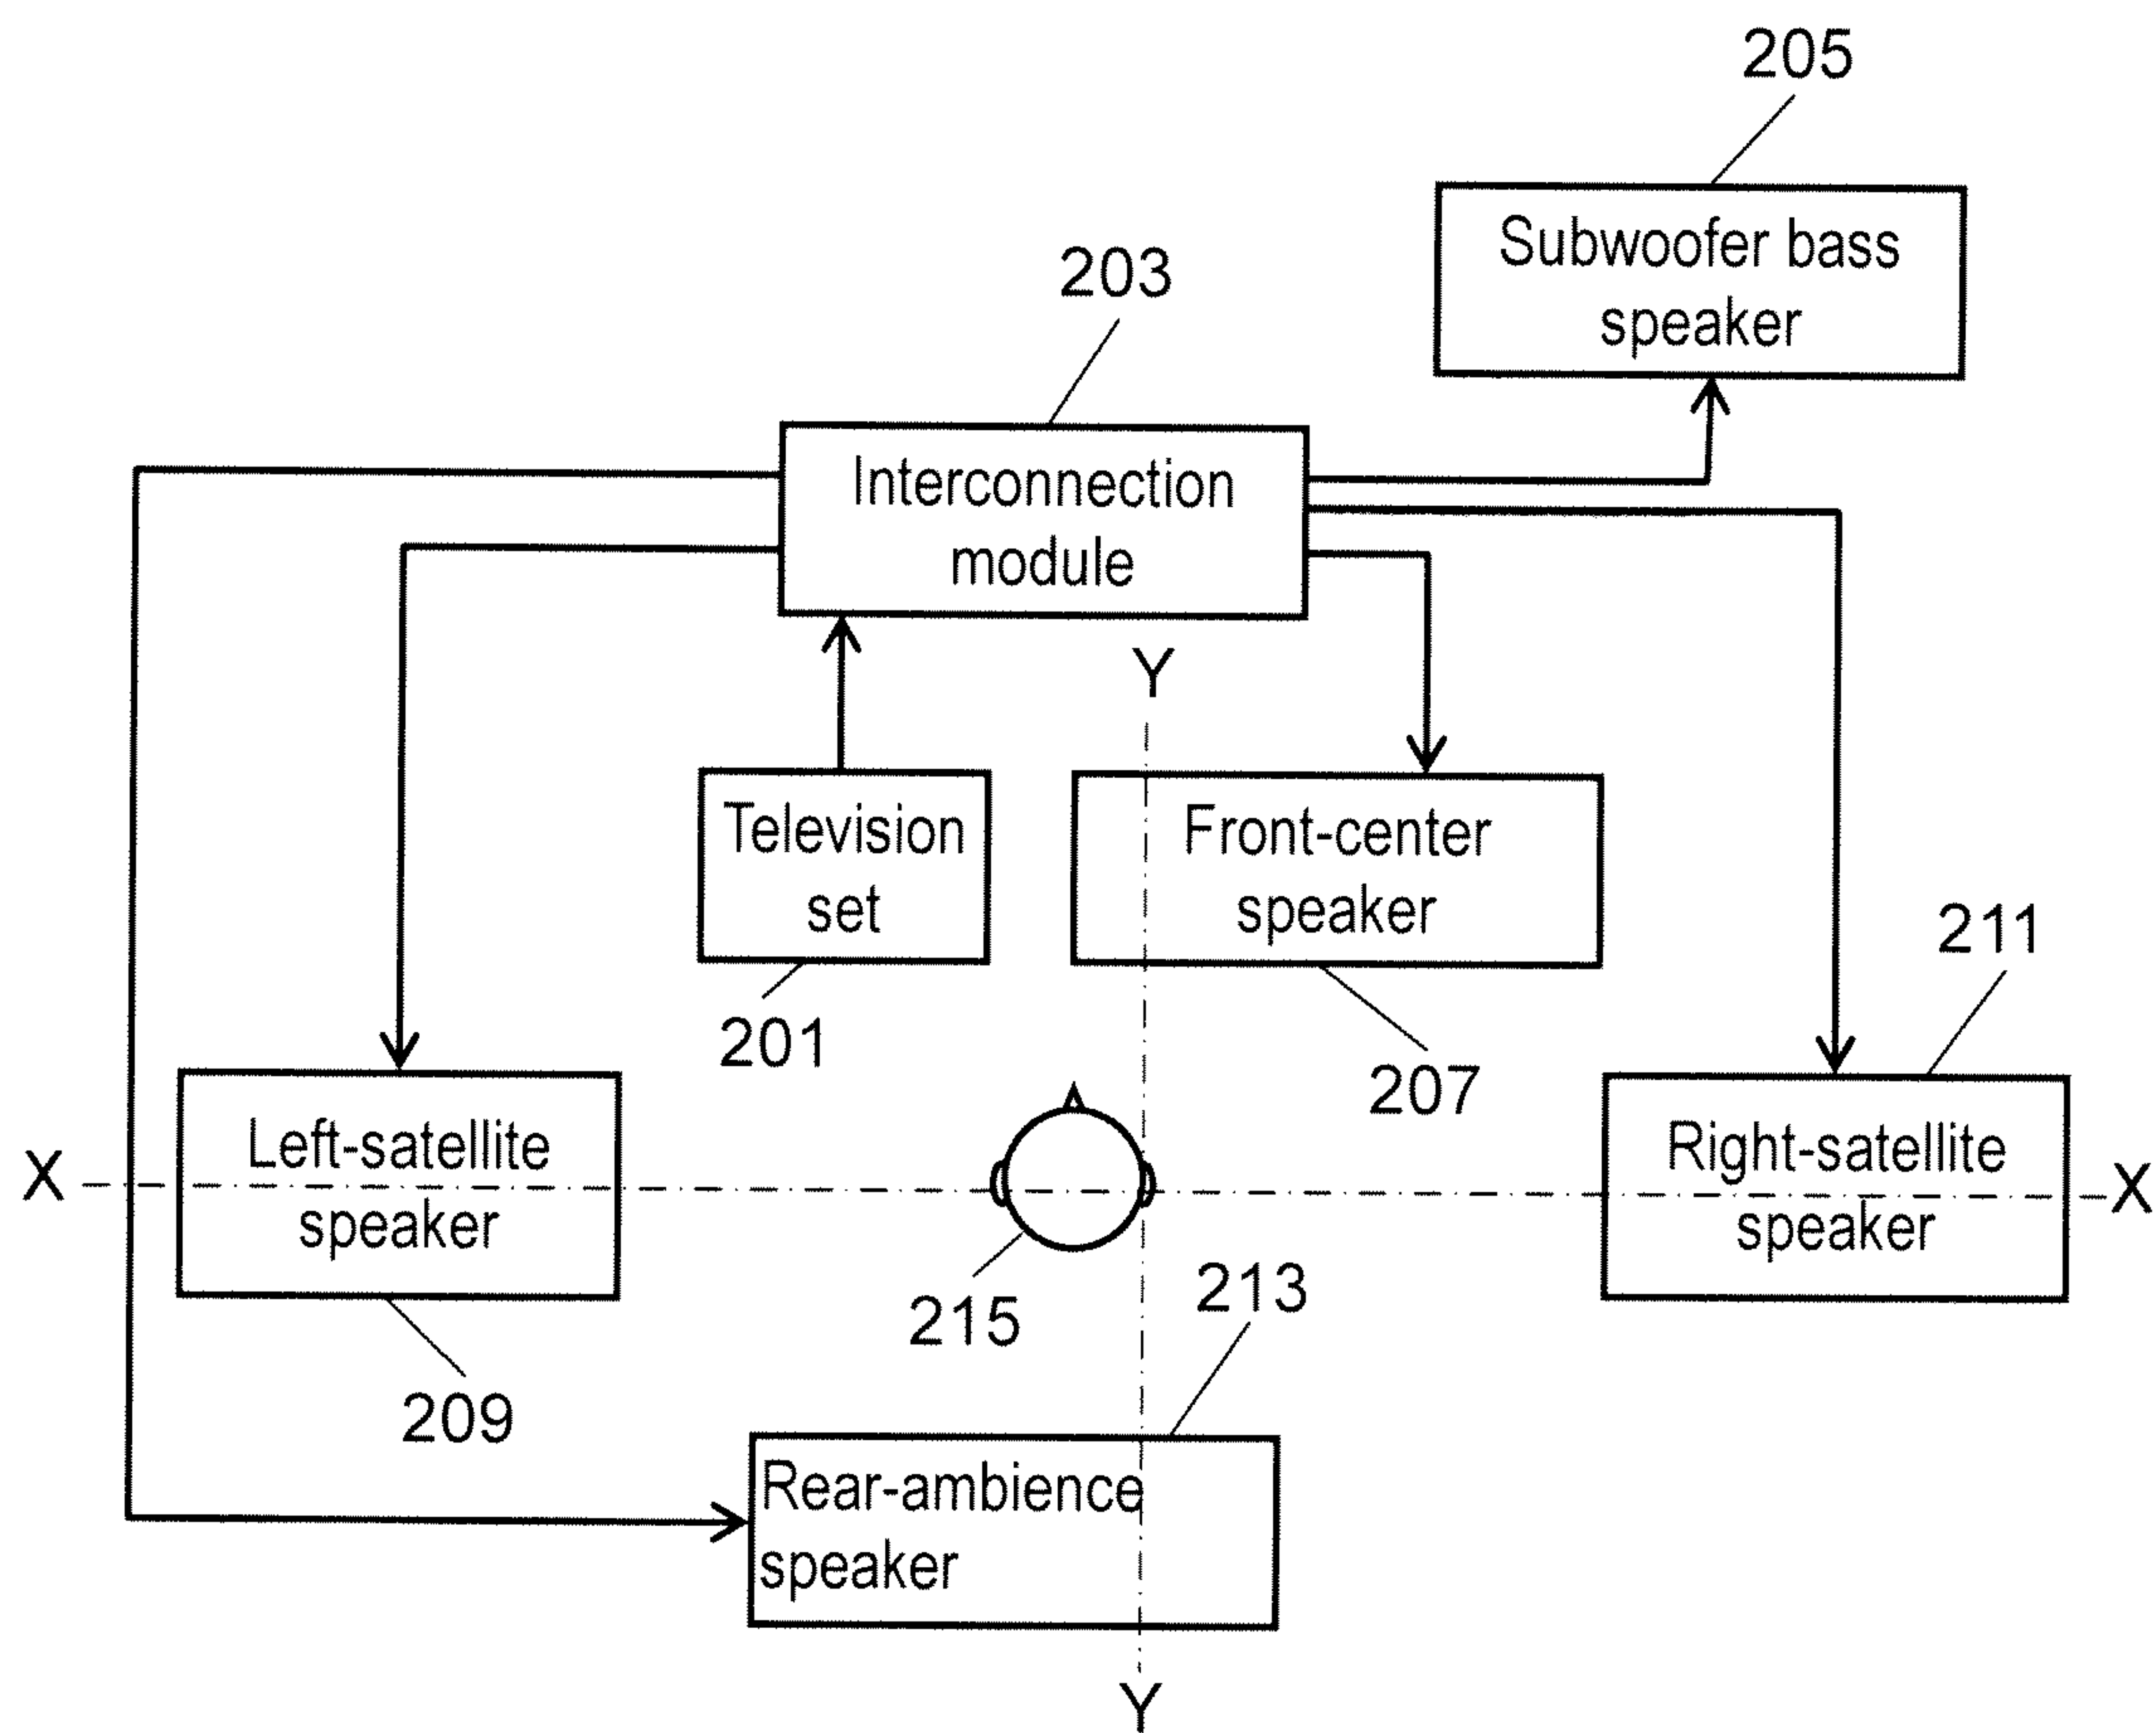 205
Subwoofer bass
speaker
203
Interconnection
module
Y
Television
set
Front-center
speaker
201
207
211
X
Left-satellite
speaker
Right-satellite
speaker
X
215
213
209
Rear-ambience
speaker
Y